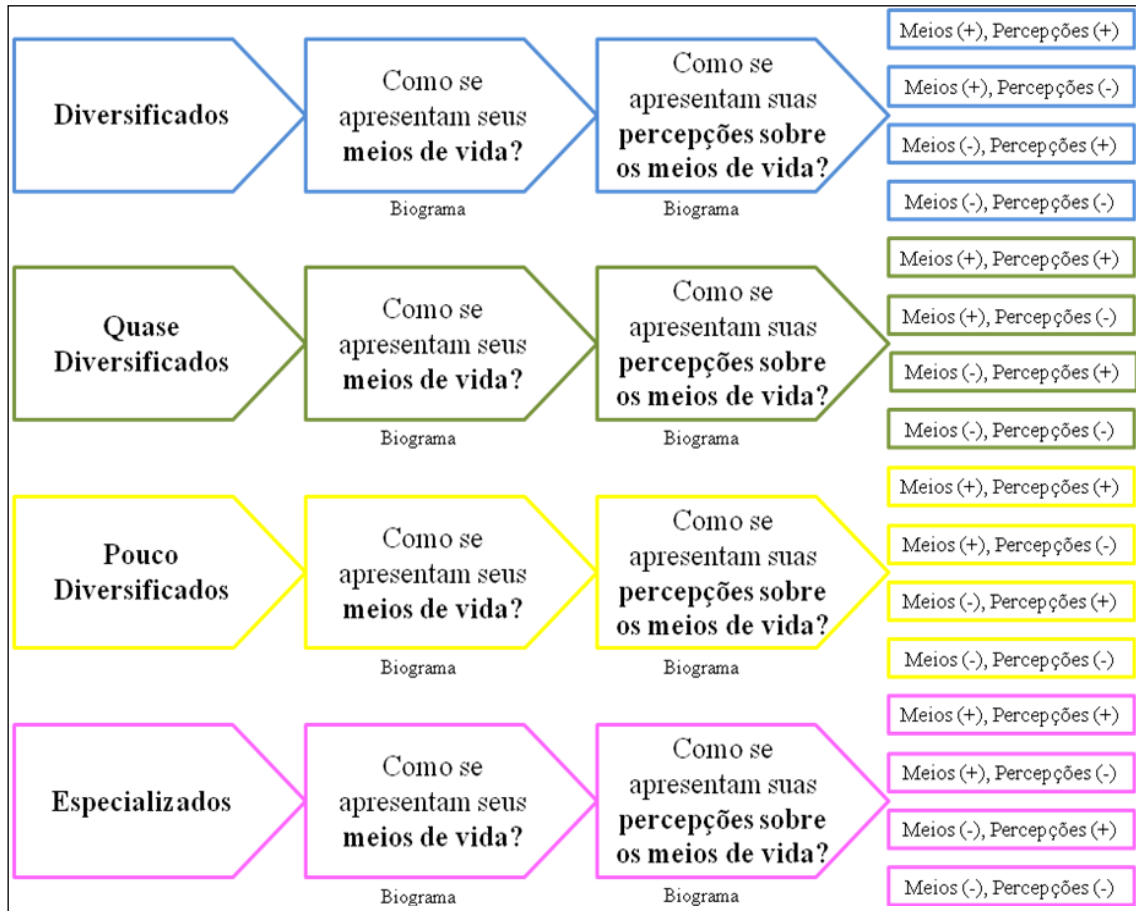 Diversificados
Como se
apresentam seus
meios de vida?
Biograma
Como se
apresentam suas
percepções sobre
os meios de vida?
Biograma
Meios (+), Percepções (+)
Meios (+), Percepções (-)
Meios (-), Percepções (+)
Meios (-), Percepções (-)
Quase
Diversificados
Como se
apresentam seus
meios de vida?
Biograma
Como se
apresentam suas
percepções sobre
os meios de vida?
Biograma
Meios (+), Percepções (+)
Meios (+), Percepções (-)
Meios (-), Percepções (+)
Meios (-), Percepções (-)
Pouco
Diversificados
Como se
apresentam seus
meios de vida?
Biograma
Como se
apresentam suas
percepções sobre
os meios de vida?
Biograma
Meios (+), Percepções (+)
Meios (+), Percepções (-)
Meios (-), Percepções (+)
Meios (-), Percepções (-)
Especializados
Como se
apresentam seus
meios de vida?
Biograma
Como se
apresentam suas
percepções sobre
os meios de vida?
Biograma
Meios (+), Percepções (+)
Meios (+), Percepções (-)
Meios (-), Percepções (+)
Meios (-), Percepções (-)